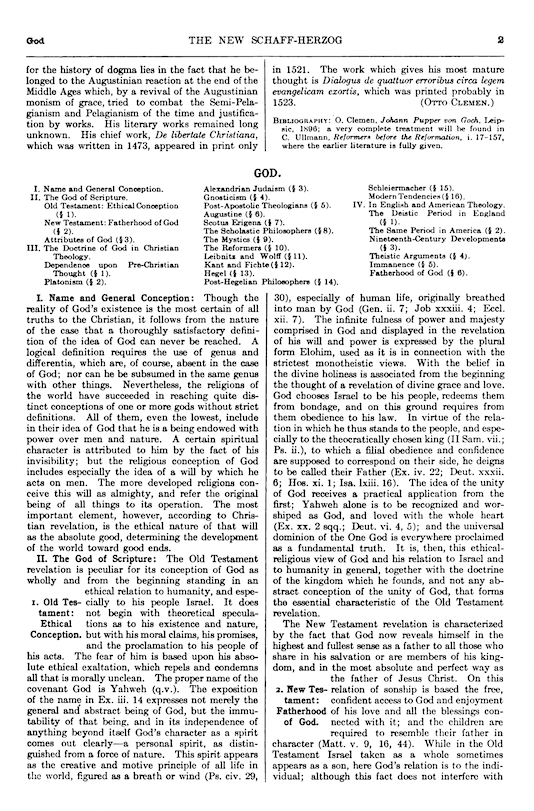 God
THE NEW SCHAFF-HERZOG
2
for the history of dogma lies in the fact that he be-
longed to the Augustinian reaction at the end of the
Middle Ages which, by a revival of the Augustinian
monism of grace, tried to combat the Semi-Pela-
gianism and Pelagianism of the time and justifica-
tion by works. His literary works remained long
unknown. His chief work, De libertate Christiana,
which was written in 1473, appeared in print only
in 1521. The work which gives his most mature
thought is Dialogus de quattuor erroribus circa legem
evangelicam exortis, which was printed probably in
1523. (OTTO CLEMEN.)
BIBLIOGRAPHY: O. Clemen, Johann Pupper von Goch, Leip-
sic, 1896; a very complete treatment will be found in
C. Ullmann, Reformers before the Reformation, i. 17-157,
where the earlier literature is fully given.
GOD.
I. Name and General Conception.
II. The God of Scripture.
Old Testament: Ethical Conception
(§ 1).
New Testament: Fatherhood of God
(§ 2).
Attributes of God (§ 3).
III. The Doctrine of God in Christian
Theology.
Dependence upon Pre-Christian
Thought (§ 1).
Platonism (§ 2).
Alexandrian Judaism (§ 3).
Gnosticism (§ 4).
Post-Apostolic Theologians (§ 5).
Augustine (§ 6).
Scotus Erigena (§ 7).
The Scholastic Philosophers (§ 8).
The Mystics (§ 9).
The Reformers (§ 10).
Leibnits and Wolff (§ 11).
Kant and Fichte (§ 12).
Hegel (§ 13).
Post-Hegelian Philosophers (§ 14).
Schleiermacher (§ 15).
Modern Tendencies (§ 16).
IV. In English and American Theology.
The Deistic Period in England
(§ 1).
The Same Period in America (§ 2).
Nineteenth-Century Developments
(§ 3).
Theistic Arguments (§ 4).
Immanence (§ 5).
Fatherhood of God (§ 6).
I. Name and General Conception: Though the
reality of God's existence is the most certain of all
truths to the Christian, it follows from the nature
of the case that a thoroughly satisfactory defini-
tion of the idea of God can never be reached. A
logical definition requires the use of genus and
differentia, which are, of course, absent in the case
of God; nor can he be subsumed in the same genus
with other things. Nevertheless, the religions of
the world have succeeded in reaching quite dis-
tinct conceptions of one or more gods without strict
definitions. All of them, even the lowest, include
in their idea of God that he is a being endowed with
power over men and nature. A certain spiritual
character is attributed to him by the fact of his
invisibility; but the religious conception of God
includes especially the idea of a will by which he
acts on men. The more developed religions con-
ceive this will as almighty, and refer the original
being of all things to its operation. The most
important element, however, according to Chris-
tian revelation, is the ethical nature of that will
as the absolute good, determining the development
of the world toward good ends.
II. The God of Scripture: The Old Testament
revelation is peculiar for its conception of God as
wholly and from the beginning standing in an
ethical relation to humanity, and espe-
1. Old Tes- cially to his people Israel. It does
tament: not begin with theoretical specula-
Ethical tions as to his existence and nature,
Conception. but with his moral claims, his promises,
and the proclamation to his people of
his acts. The fear of him is based upon his abso-
lute ethical exaltation, which repels and condemns
all that is morally unclean. The proper name of the
covenant God is Yahweh (q.v.). The exposition
of the name in Ex. iii. 14 expresses not merely the
general and abstract being of God, but the immu-
tability of that being, and in its independence of
anything beyond itself God's character as a spirit
comes out clearly—a personal spirit, as distin-
guished from a force of nature. This spirit appears
as the creative and motive principle of all life in
the world, figured as a breath or wind (Ps. civ. 29,
30), especially of human life, originally breathed
into man by God (Gen. ii. 7; Job xxxiii. 4; Eccl.
xii. 7). The infinite fulness of power and majesty
comprised in God and displayed in the revelation
of his will and power is expressed by the plural
form Elohim, used as it is in connection with the
strictest monotheistic views. With the belief in
the divine holiness is associated from the beginning
the thought of a revelation of divine grace and love.
God chooses Israel to be his people, redeems them
from bondage, and on this ground requires from
them obedience to his law. In virtue of the rela-
tion in which he thus stands to the people, and espe-
cially to the theocratically chosen king (II Sam. vii.;
Ps. ii.), to which a filial obedience and confidence
are supposed to correspond on their side, he deigns
to be called their Father (Ex. iv. 22; Deut. xxxii.
6; Hos. xi. 1; Isa. lxiii. 16). The idea of the unity
of God receives a practical application from the
first; Yahweh alone is to be recognized and wor-
shiped as God, and loved with the whole heart
(Ex. xx. 2 sqq.; Deut. vi. 4, 5); and the universal
dominion of the One God is everywhere proclaimed
as a fundamental truth. It is, then, this ethical-
religious view of God and his relation to Israel and
to humanity in general, together with the doctrine
of the kingdom which he founds, and not any ab-
stract conception of the unity of God, that forms
the essential characteristic of the Old Testament
revelation.
The New Testament revelation is characterized
by the fact that God now reveals himself in the
highest and fullest sense as a father to all those who
share in his salvation or are members of his king-
dom, and in the most absolute and perfect way as
the father of Jesus Christ. On this
2. New Tes- relation of sonship is based the free,
tament: confident access to God and enjoyment
Fatherhood of his love and all the blessings con-
of God. nected with it; and the children are
required to resemble their father in
character (Matt. v. 9, 16, 44). While in the Old
Testament Israel taken as a whole sometimes
appears as a son, here God's relation is to the indi-
vidual; although this fact does not interfere with